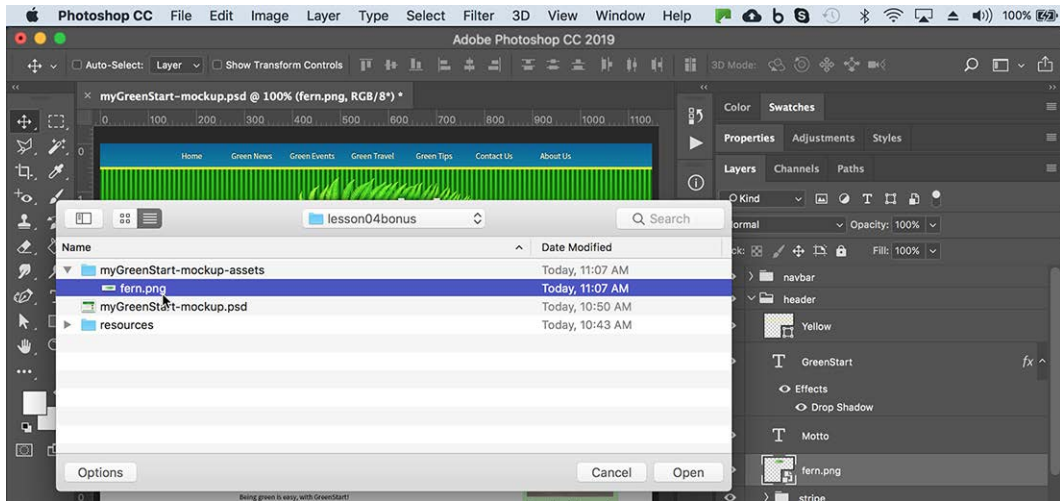 Photoshop CC File Edit Image Layer Type Select Filter 3D View Window Help 100%
Adobe Photoshop CC 2019
Auto-Select: Layer Show Transform Controls 3D Mode:
× myGreenStart-mockup.psd @ 100% (fern.png, RGB/8*) *
0 100 200 300 400 500 600 700 800 900 1000 1100
Home Green News Green Events Green Travel Green Tips Contact Us About Us
lesson04bonus Search
Name Date Modified
myGreenStart-mockup-assets Today, 11:07 AM
fern.png Today, 11:07 AM
myGreenStart-mockup.psd Today, 10:50 AM
resources Today, 10:43 AM
Options Cancel Open
Being green is easy, with GreenStart!
Color Swatches
Properties Adjustments Styles
Layers Channels Paths
Kind
Opacity: 100%
Fill: 100%
navbar
header
Yellow
T GreenStart fx
Effects
Drop Shadow
T Motto
fern.png
stripe